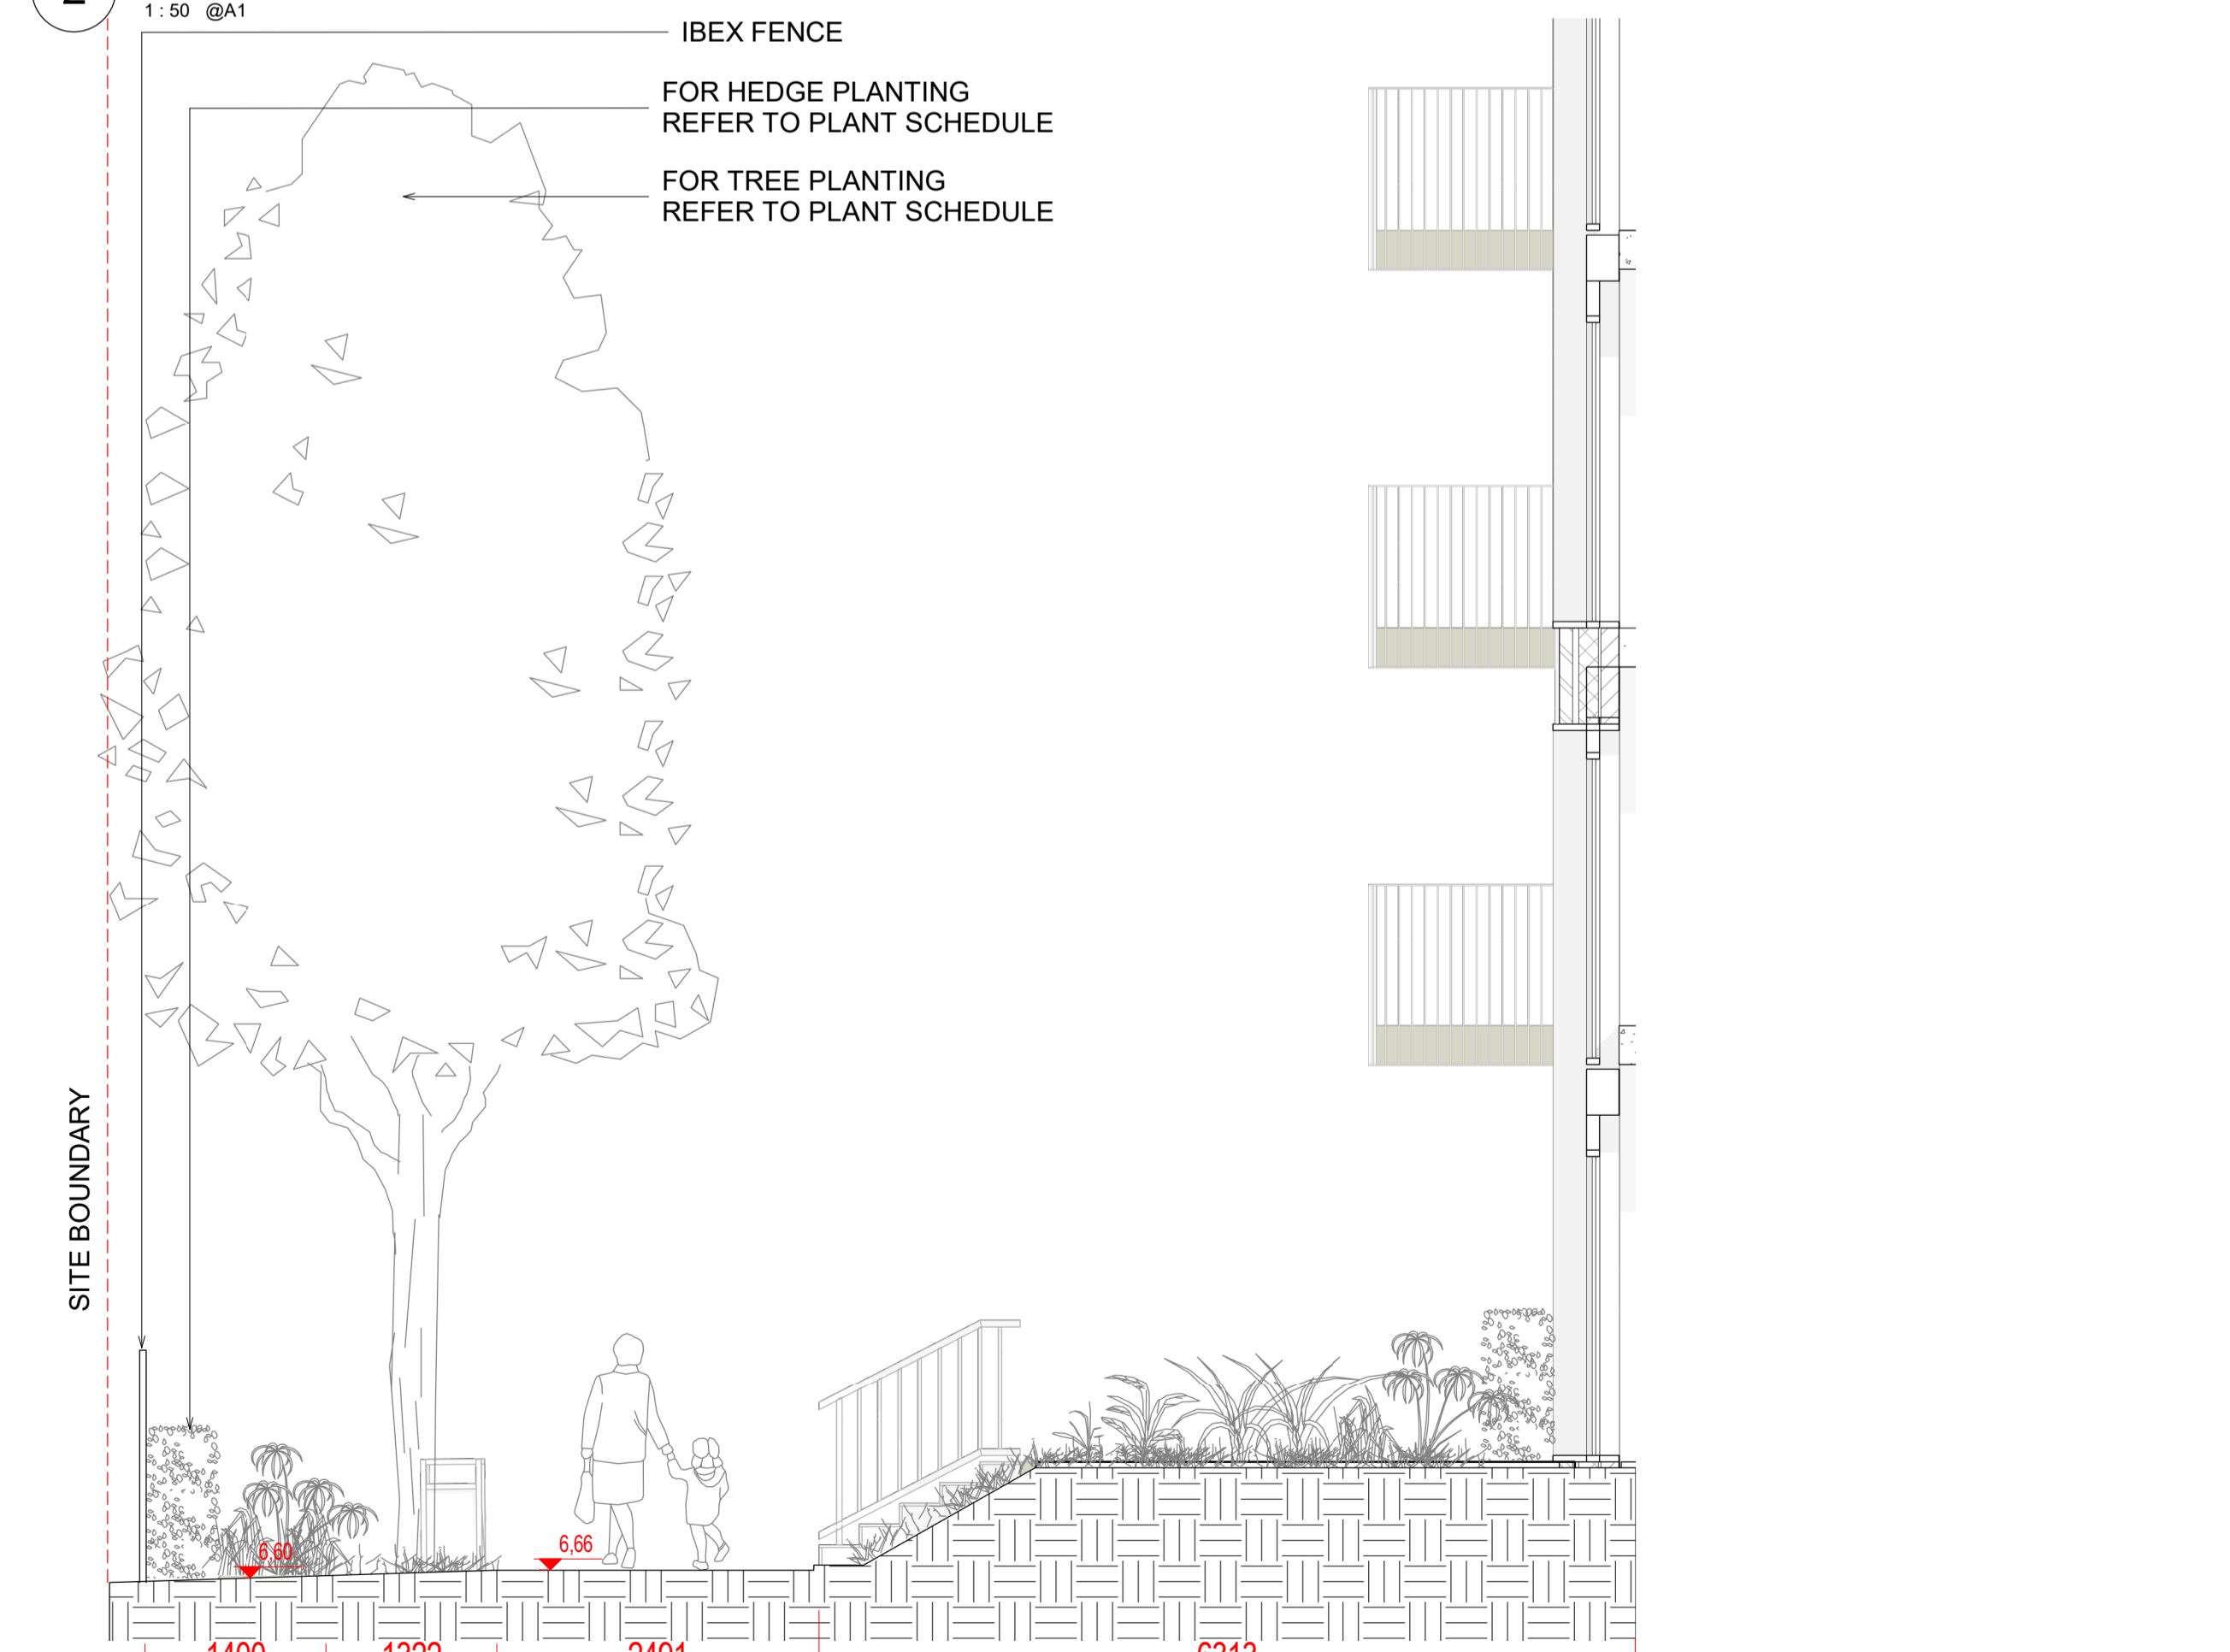 1 : 50 @A1
IBEX FENCE
FOR HEDGE PLANTING
REFER TO PLANT SCHEDULE
FOR TREE PLANTING
REFER TO PLANT SCHEDULE
SITE BOUNDARY
6,60
6,66